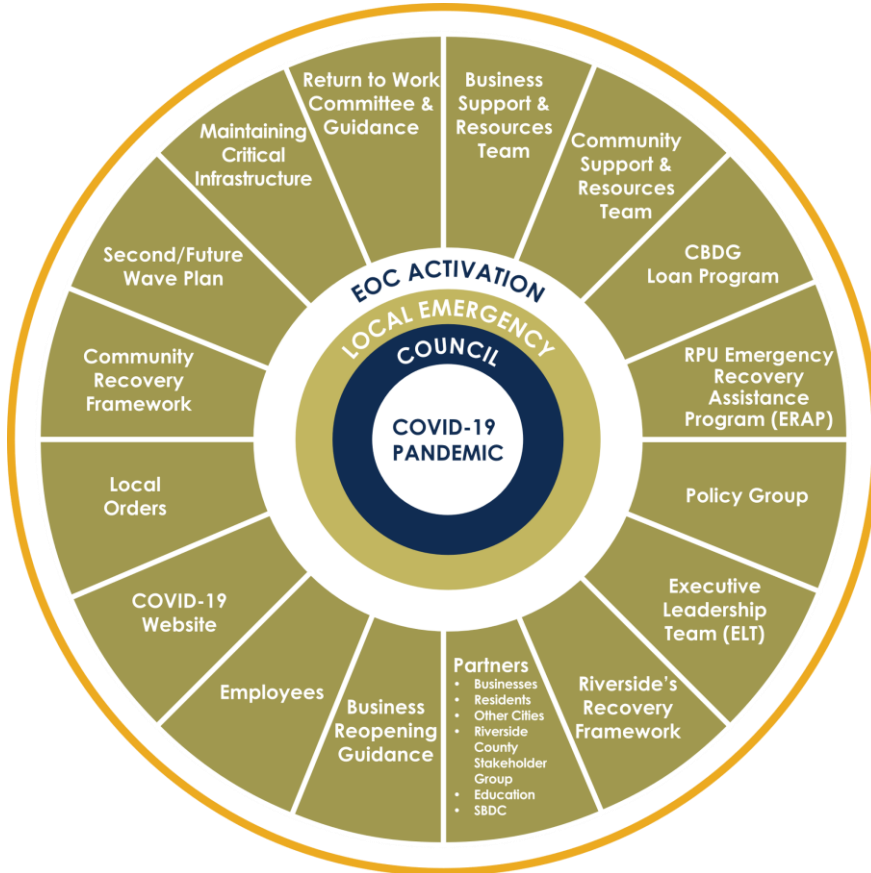 Return to Work
Committee &
Guidance
Business
Support &
Resources
Team
Community
Support &
Resources
Team
CBDG
Loan Program
RPU Emergency
Recovery
Assistance
Program (ERAP)
Policy Group
Executive
Leadership
Team (ELT)
Riverside's
Recovery
Framework
Partners
• Businesses
• Residents
• Other Cities
• Riverside
County
Stakeholder
Group
• Education
• SBDC
Business
Reopening
Guidance
Employees
COVID-19
Website
Local
Orders
Community
Recovery
Framework
Second/Future
Wave Plan
Maintaining
Critical
Infrastructure
EOC ACTIVATION
LOCAL EMERGENCY
COUNCIL
COVID-19
PANDEMIC